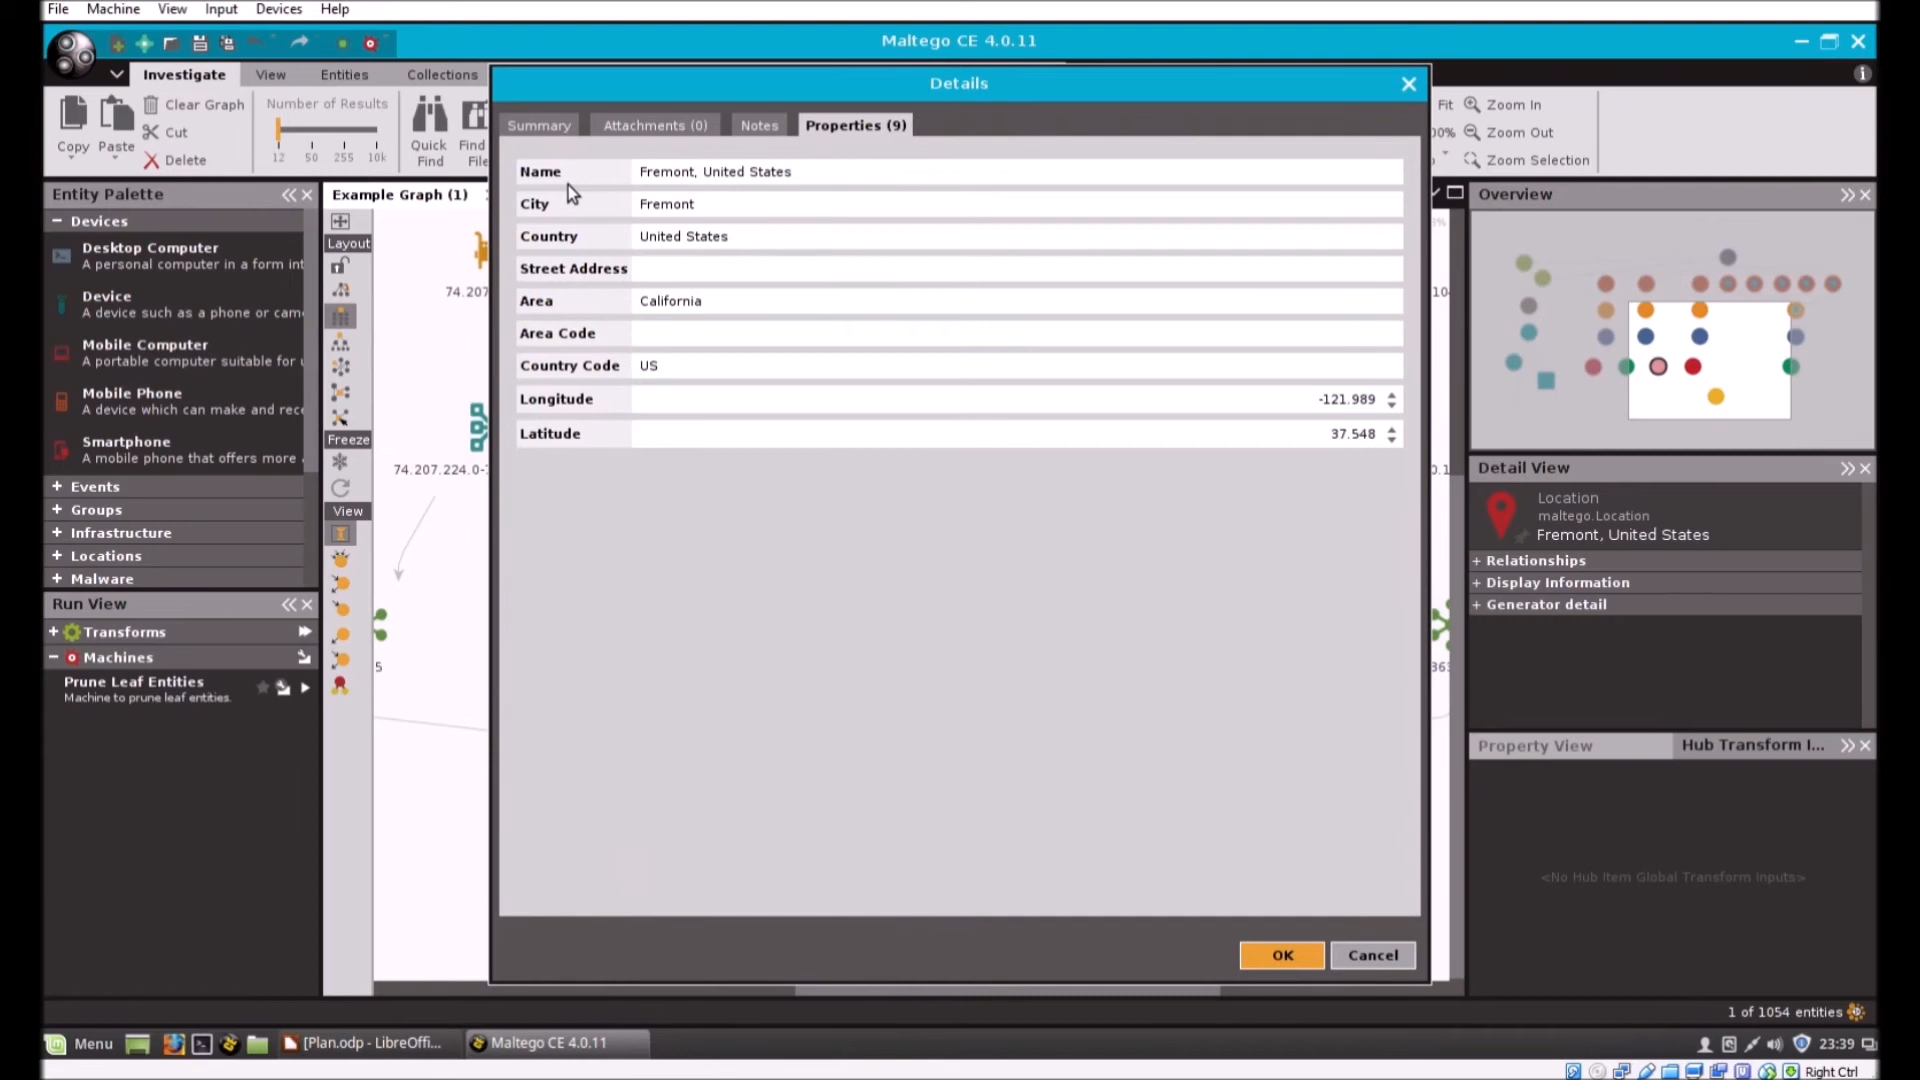 File Machine View Input Devices Help
Maltego CE 4.0.11
Investigate View Entities Collections
Details
Copy Paste Clear Graph Cut Delete
Number of Results
12 50 255 10k
Quick Find
Find
Fit Zoom In
Zoom Out
Zoom Selection
Summary Attachments (0) Notes Properties (9)
Name Fremont, United States
City Fremont
Country United States
Street Address
Area California
Area Code
Country Code US
Longitude -121.989
Latitude 37.548
OK Cancel
Entity Palette
Devices
Desktop Computer
A personal computer in a form int
Device
A device such as a phone or cam
Mobile Computer
A portable computer suitable for
Mobile Phone
A device which can make and rec
Smartphone
A mobile phone that offers more
Events
Groups
Infrastructure
Locations
Malware
Run View
Transforms
Machines
Prune Leaf Entities
Machine to prune leaf entities.
Example Graph (1)
Layout
Freeze
View
74.207
74.207.224.0-
5
Overview
Detail View
Location
maltego.Location
Fremont, United States
Relationships
Display Information
Generator detail
Property View Hub Transform I...
<No Hub Item Global Transform Inputs>
1 of 1054 entities
Menu [Plan.odp - LibreOffi... Maltego CE 4.0.11 23:39
Right Ctrl